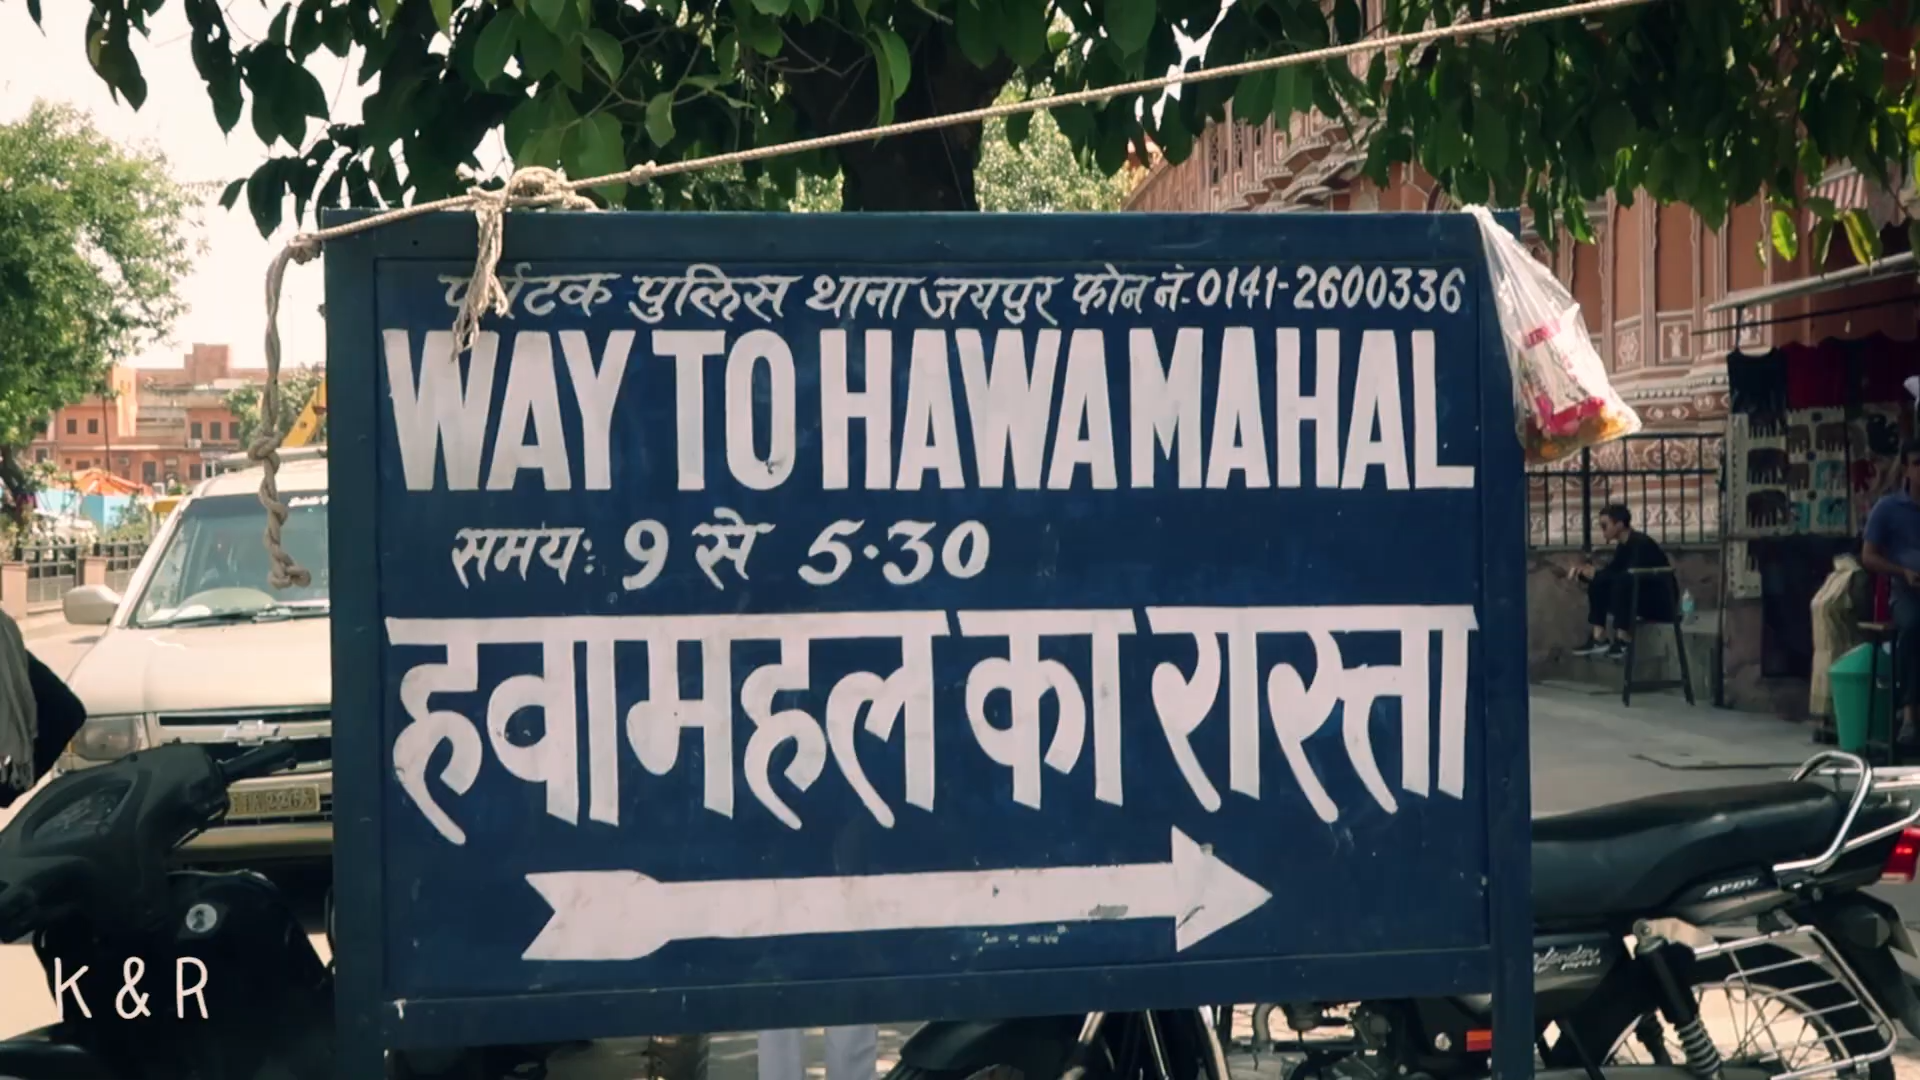 पर्यटक पुलिस थाना जयपुर फोन नं.0141-2600336
WAY TO HAWAMAHAL
समयः 9 से 5.30
हवामहल का रास्ता
K & R